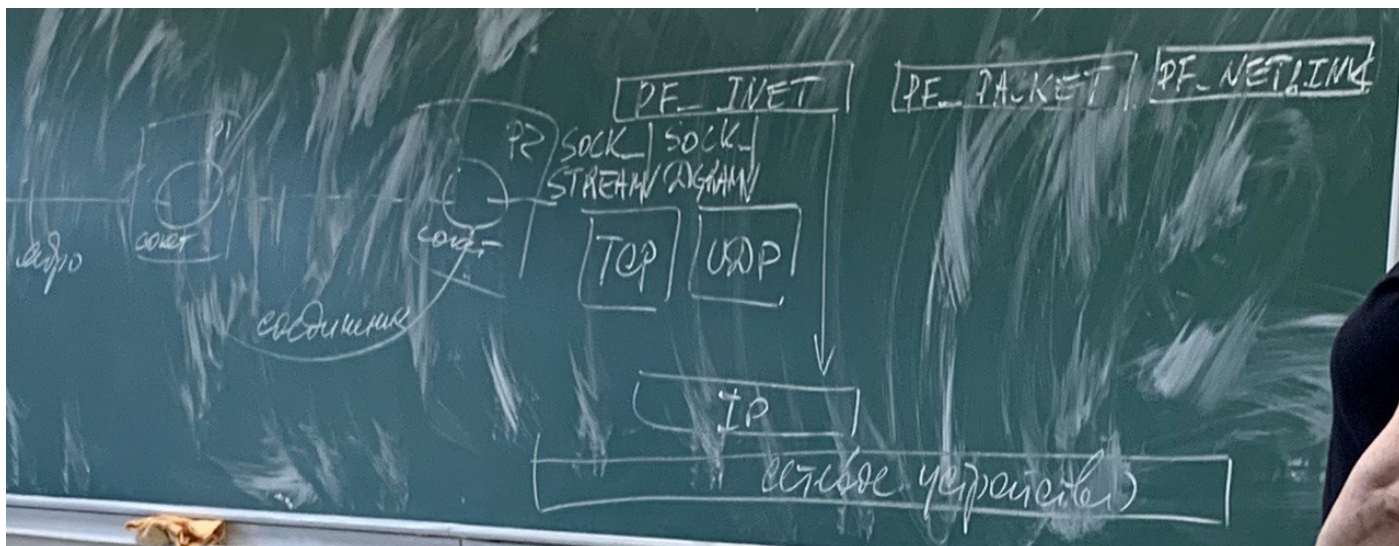 PF_INET
PF_PACKET
PF_NETLINK
P1
P2
SOCK_ SOCK_
STREAM DGRAM
TCP
UDP
сокет
сокет
ядро
соединение
IP
сетевое устройство